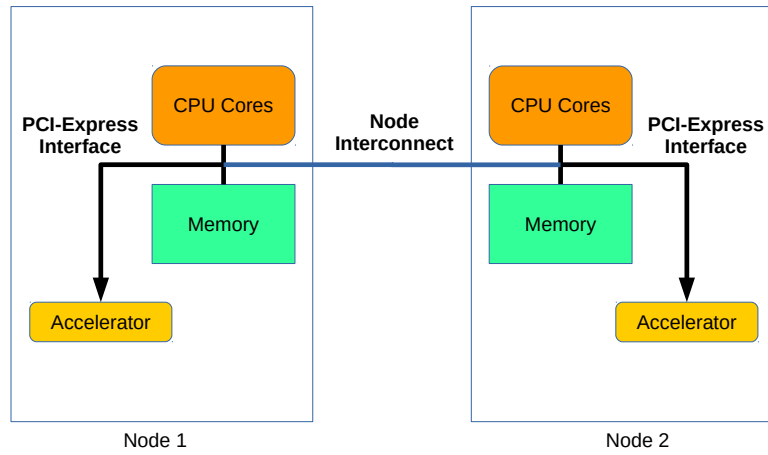 CPU Cores
PCI-Express
Interface
Memory
Accelerator
Node 1
Node
Interconnect
CPU Cores
PCI-Express
Interface
Memory
Accelerator
Node 2